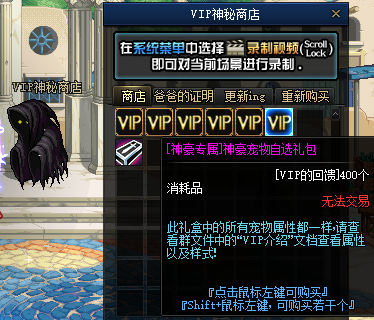 VIP神秘商店
在系统菜单中选择 录制视频(Scroll Lock)
即可对当前场景进行录制.
VIP神秘商店
商店 爸爸的证明 更新ing 重新购买
VIP VIP VIP VIP VIP VIP
[神豪专属]神豪宠物自选礼包
[VIP的回馈]400个
消耗品
无法交易
此礼盒中的所有宠物属性都一样,请查
看群文件中的“VIP介绍”文档查看属性
以及样式!
『点击鼠标左键可购买』
『Shift+鼠标左键, 可购买若干个』